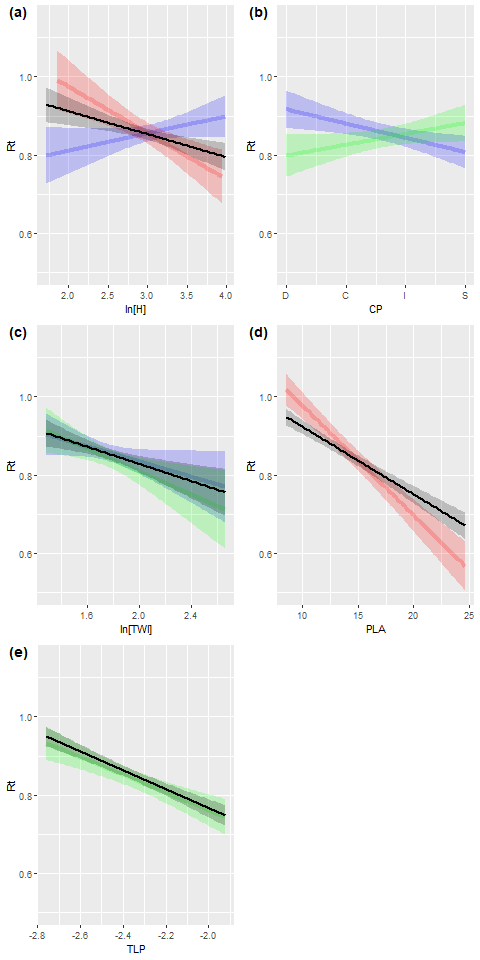 (a) (b)
1.0 1.0
Rt 0.8 Rt 0.8
0.6 0.6
2.0 2.5 3.0 3.5 4.0 D C I S
ln[H] CP
(c) (d)
1.0 1.0
Rt 0.8 Rt 0.8
0.6 0.6
1.6 2.0 2.4 10 15 20 25
ln[TWI] PLA
(e)
1.0
Rt 0.8
0.6
-2.8 -2.6 -2.4 -2.2 -2.0
TLP